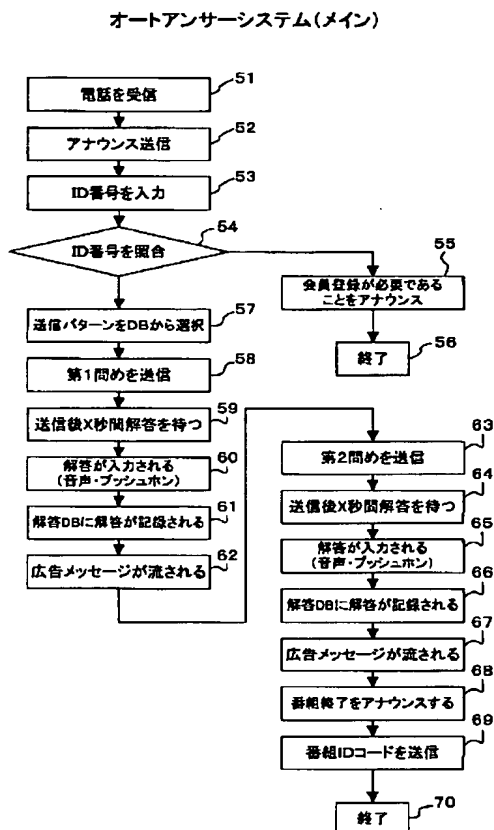 オートアンサーシステム(メイン)
電話を受信
51
アナウンス送信
52
ID番号を入力
53
ID番号を照合
54
会員登録が必要である
ことをアナウンス
55
終了
56
送信パターンをDBから選択
57
第1問めを送信
58
送信後X秒間解答を待つ
59
解答が入力される
(音声・プッシュホン)
60
解答DBに解答が記録される
61
広告メッセージが流される
62
第2問めを送信
63
送信後X秒間解答を待つ
64
解答が入力される
(音声・プッシュホン)
65
解答DBに解答が記録される
66
広告メッセージが流される
67
番組終了をアナウンスする
68
番組IDコードを送信
69
終了
70